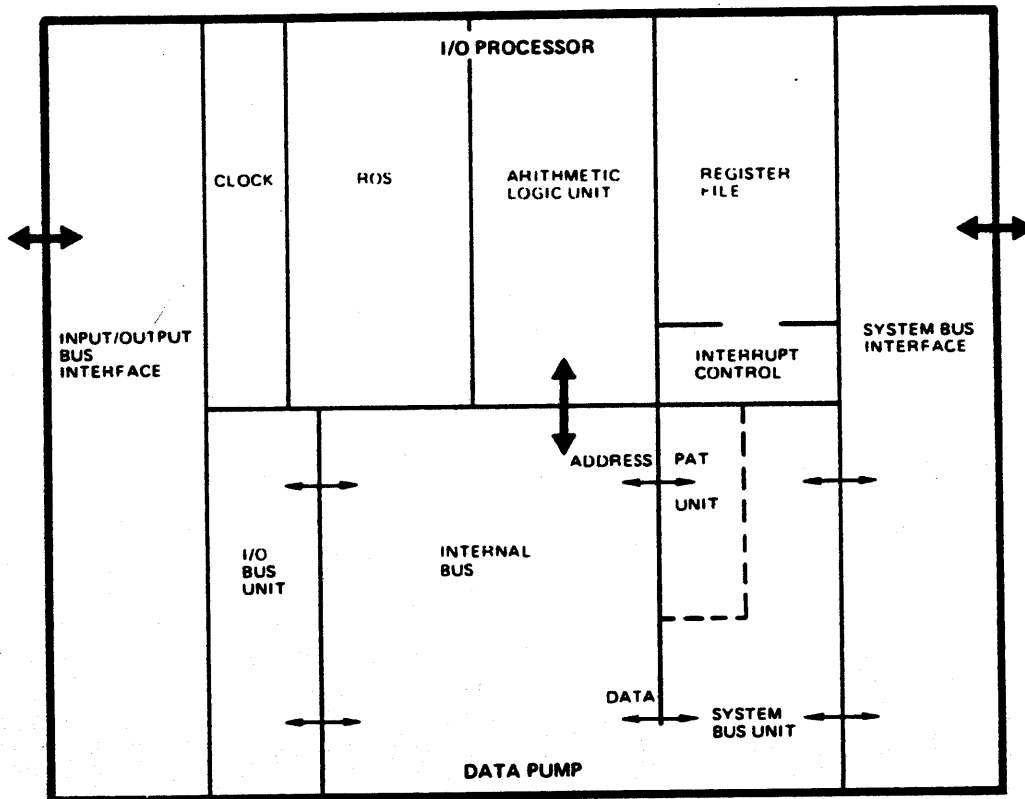 I/O PROCESSOR
CLOCK
ROS
ARITHMETIC
LOGIC UNIT
REGISTER
FILE
INPUT/OUTPUT
BUS
INTERFACE
SYSTEM BUS
INTERFACE
INTERRUPT
CONTROL
ADDRESS
PAT
UNIT
I/O
BUS
UNIT
INTERNAL
BUS
DATA
SYSTEM
BUS UNIT
DATA PUMP